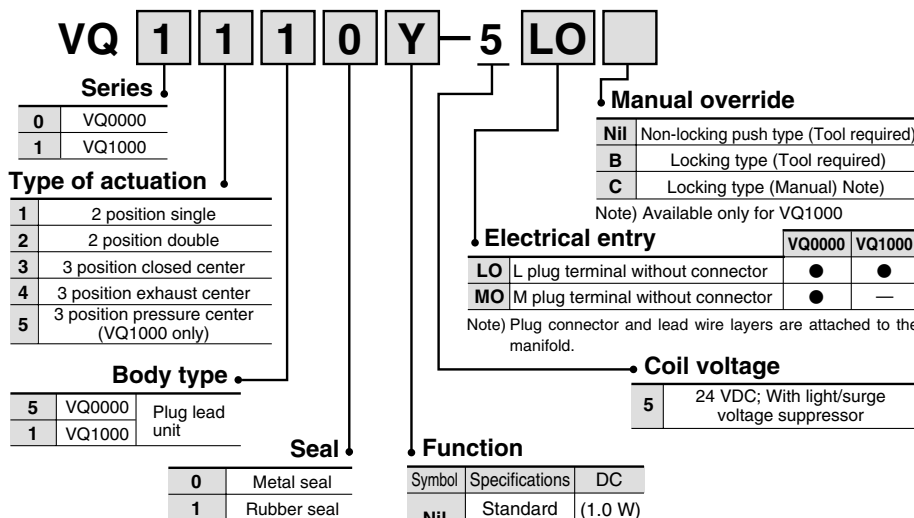 VQ 1 1 1 0 Y - 5 LO
Series
0 VQ0000
1 VQ1000
Type of actuation
1 2 position single
2 2 position double
3 3 position closed center
4 3 position exhaust center
5 3 position pressure center
(VQ1000 only)
Body type
5 VQ0000 Plug lead
1 VQ1000 unit
Seal
0 Metal seal
1 Rubber seal
Manual override
Nil Non-locking push type (Tool required)
B Locking type (Tool required)
C Locking type (Manual) Note)
Note) Available only for VQ1000
Electrical entry VQ0000 VQ1000
LO L plug terminal without connector ● ●
MO M plug terminal without connector ● —
Note) Plug connector and lead wire layers are attached to the
manifold.
Coil voltage
5 24 VDC; With light/surge
voltage suppressor
Function
Symbol Specifications DC
Nil Standard (1.0 W)